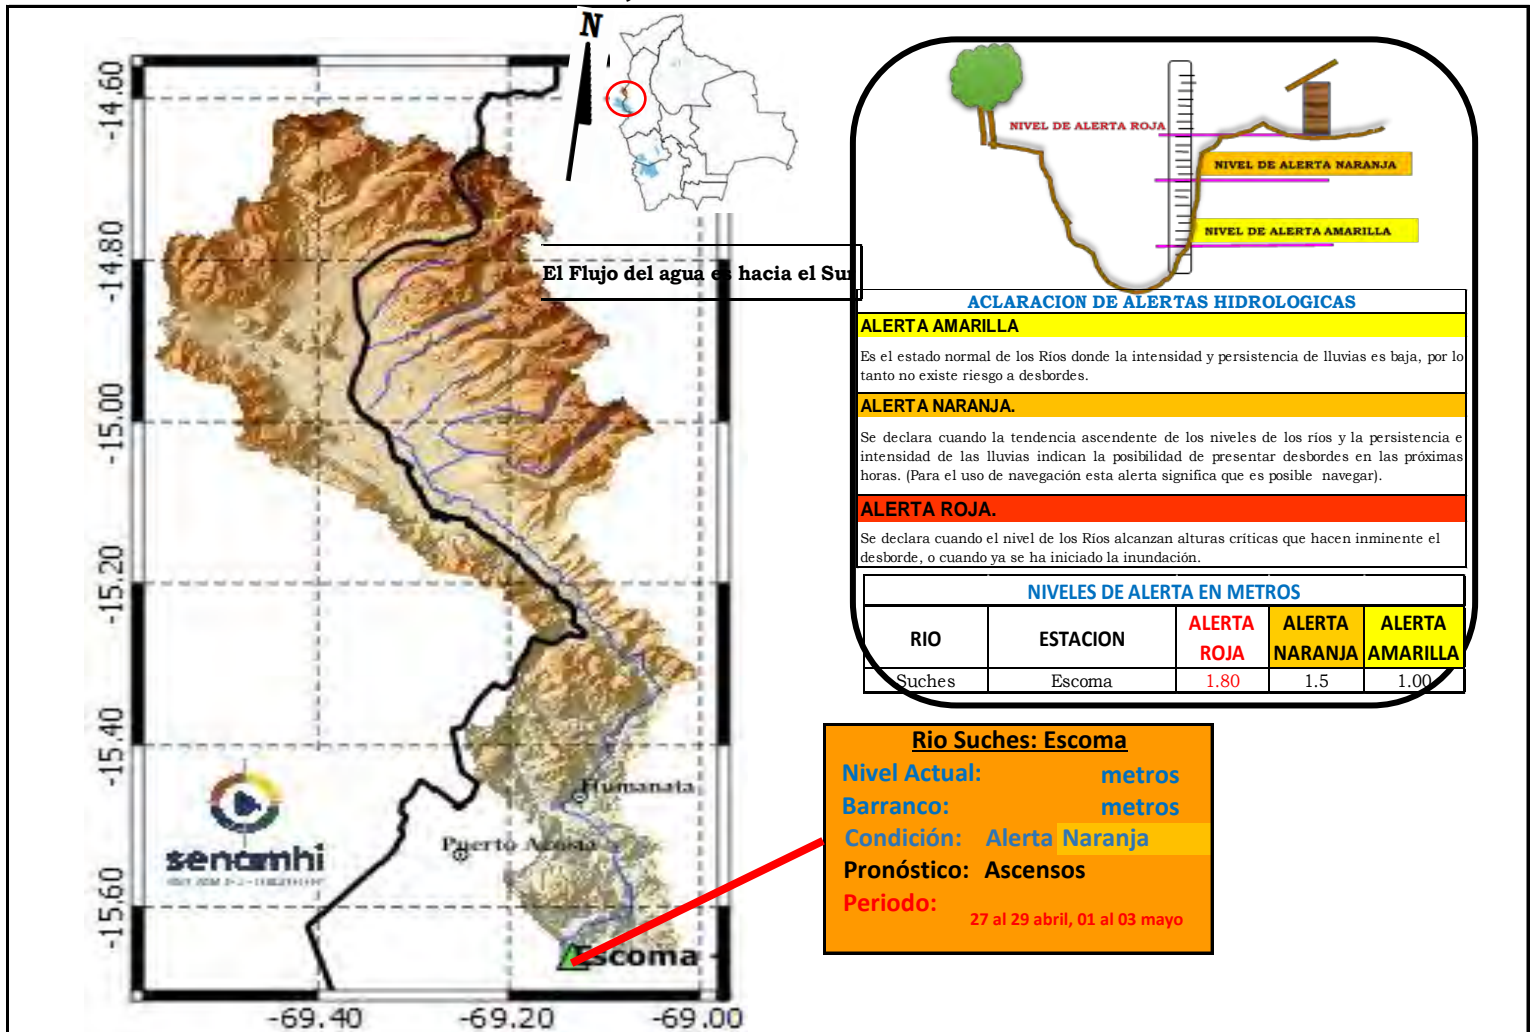 N
-14.60
-14.80
-15.00
-15.20
-15.40
-15.60
-69.40
-69.20
-69.00
El Flujo del agua es hacia el Sur
Humanata
Puerto Acosta
Escoma
senamhi
NIVEL DE ALERTA ROJA
NIVEL DE ALERTA NARANJA
NIVEL DE ALERTA AMARILLA
ACLARACION DE ALERTAS HIDROLOGICAS
ALERTA AMARILLA
Es el estado normal de los Ríos donde la intensidad y persistencia de lluvias es baja, por lo
tanto no existe riesgo a desbordes.
ALERTA NARANJA.
Se declara cuando la tendencia ascendente de los niveles de los ríos y la persistencia e
intensidad de las lluvias indican la posibilidad de presentar desbordes en las próximas
horas. (Para el uso de navegación esta alerta significa que es posible navegar).
ALERTA ROJA.
Se declara cuando el nivel de los Ríos alcanzan alturas críticas que hacen inminente el
desborde, o cuando ya se ha iniciado la inundación.
NIVELES DE ALERTA EN METROS
RIO ESTACION ALERTA ROJA ALERTA NARANJA ALERTA AMARILLA
Suches Escoma 1.80 1.5 1.00
Rio Suches: Escoma
Nivel Actual: metros
Barranco: metros
Condición: Alerta Naranja
Pronóstico: Ascensos
Periodo:
27 al 29 abril, 01 al 03 mayo